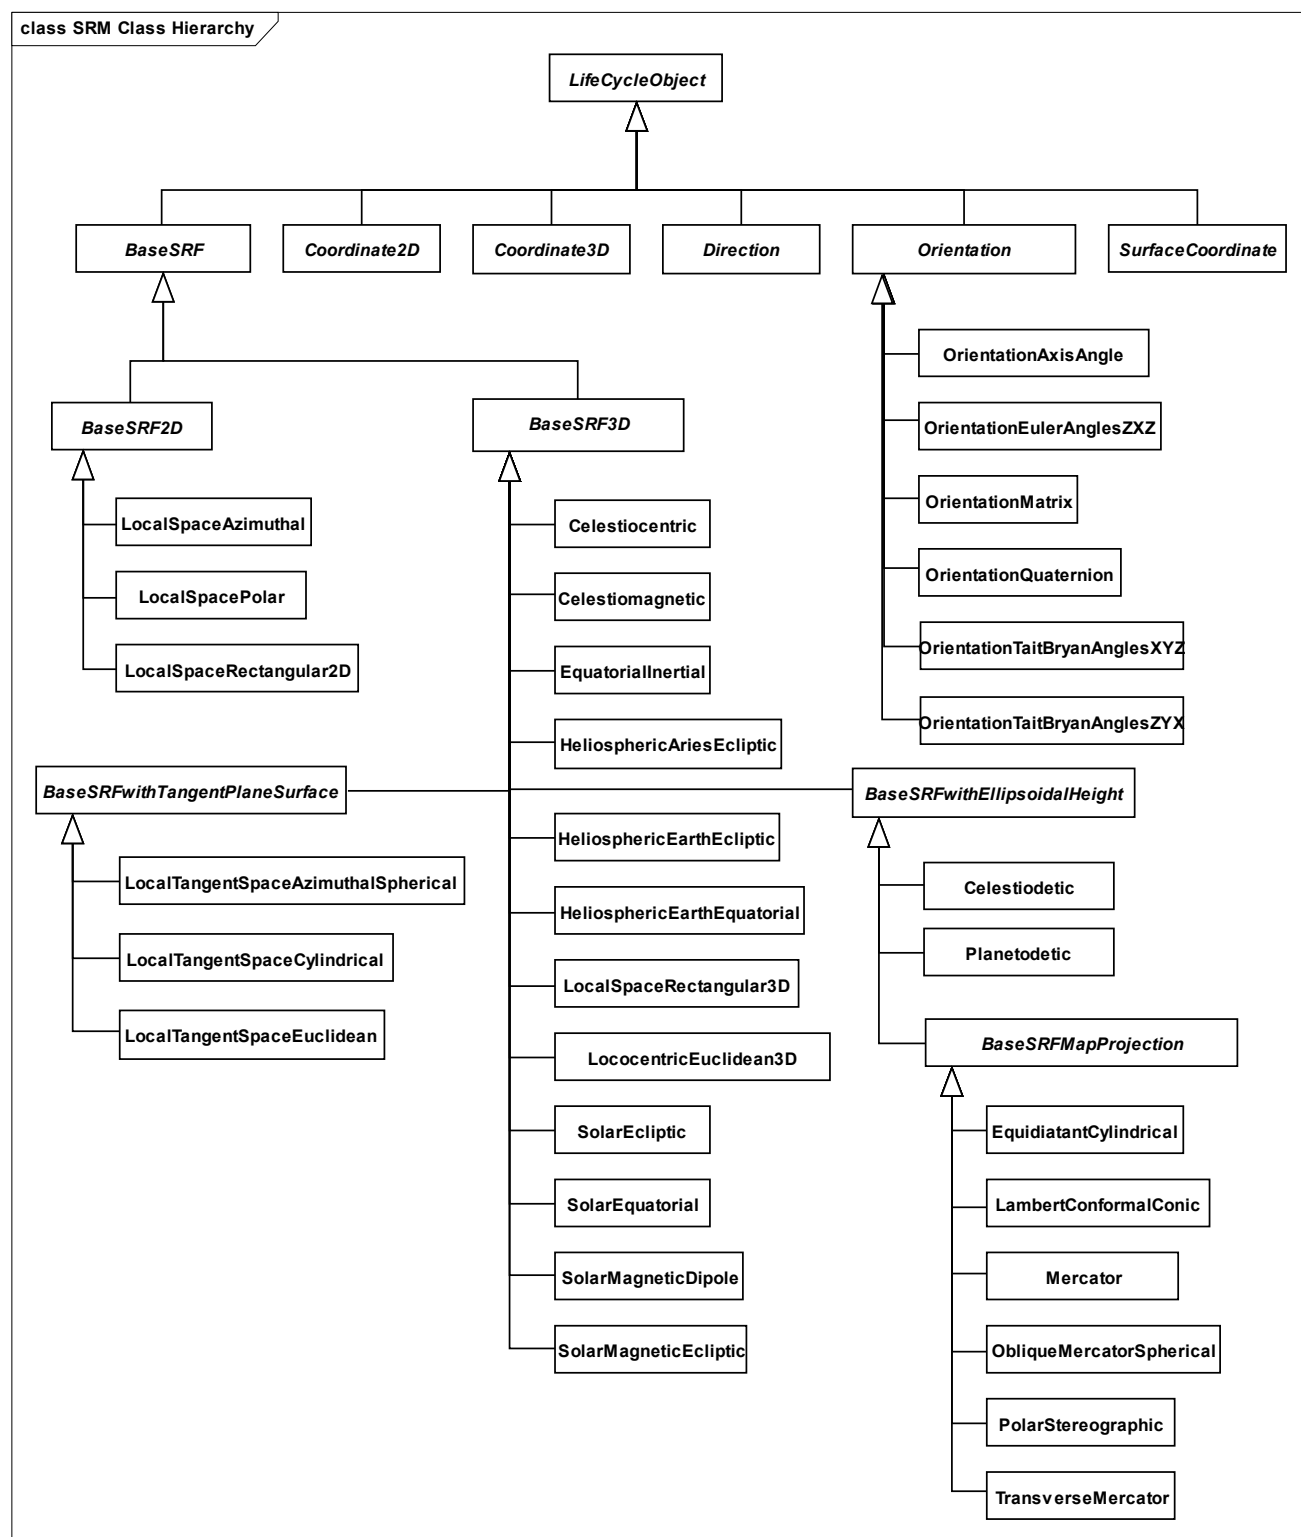 class SRM Class Hierarchy
LifeCycleObject
BaseSRF
Coordinate2D
Coordinate3D
Direction
Orientation
SurfaceCoordinate
OrientationAxisAngle
OrientationEulerAnglesZXZ
OrientationMatrix
OrientationQuaternion
OrientationTaitBryanAnglesXYZ
OrientationTaitBryanAnglesZYX
BaseSRF2D
BaseSRF3D
LocalSpaceAzimuthal
LocalSpacePolar
LocalSpaceRectangular2D
Celestiocentric
Celestiomagnetic
EquatorialInertial
HeliosphericAriesEcliptic
BaseSRFwithTangentPlaneSurface
BaseSRFwithEllipsoidalHeight
HeliosphericEarthEcliptic
HeliosphericEarthEquatorial
LocalSpaceRectangular3D
LococentricEuclidean3D
SolarEcliptic
SolarEquatorial
SolarMagneticDipole
SolarMagneticEcliptic
LocalTangentSpaceAzimuthalSpherical
LocalTangentSpaceCylindrical
LocalTangentSpaceEuclidean
Celestiodetic
Planetodetic
BaseSRFMapProjection
EquidiatantCylindrical
LambertConformalConic
Mercator
ObliqueMercatorSpherical
PolarStereographic
TransverseMercator